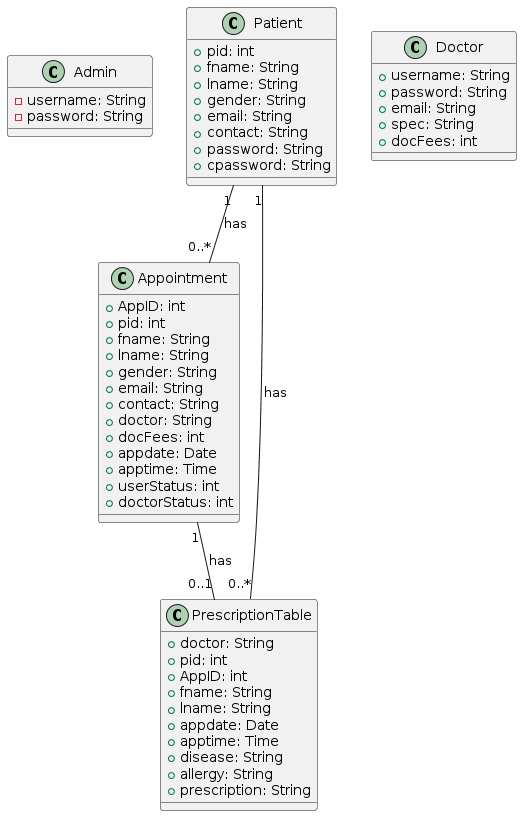 Patient
pid: int
fname: String
lname: String
gender: String
email: String
contact: String
password: String
cpassword: String
Admin
username: String
password: String
Doctor
username: String
password: String
email: String
spec: String
docFees: int
1
1
has
0..*
Appointment
AppID: int
pid: int
fname: String
lname: String
gender: String
email: String
contact: String
doctor: String
docFees: int
appdate: Date
apptime: Time
userStatus: int
doctorStatus: int
has
1
has
0..1
0..*
PrescriptionTable
doctor: String
pid: int
AppID: int
fname: String
lname: String
appdate: Date
apptime: Time
disease: String
allergy: String
prescription: String